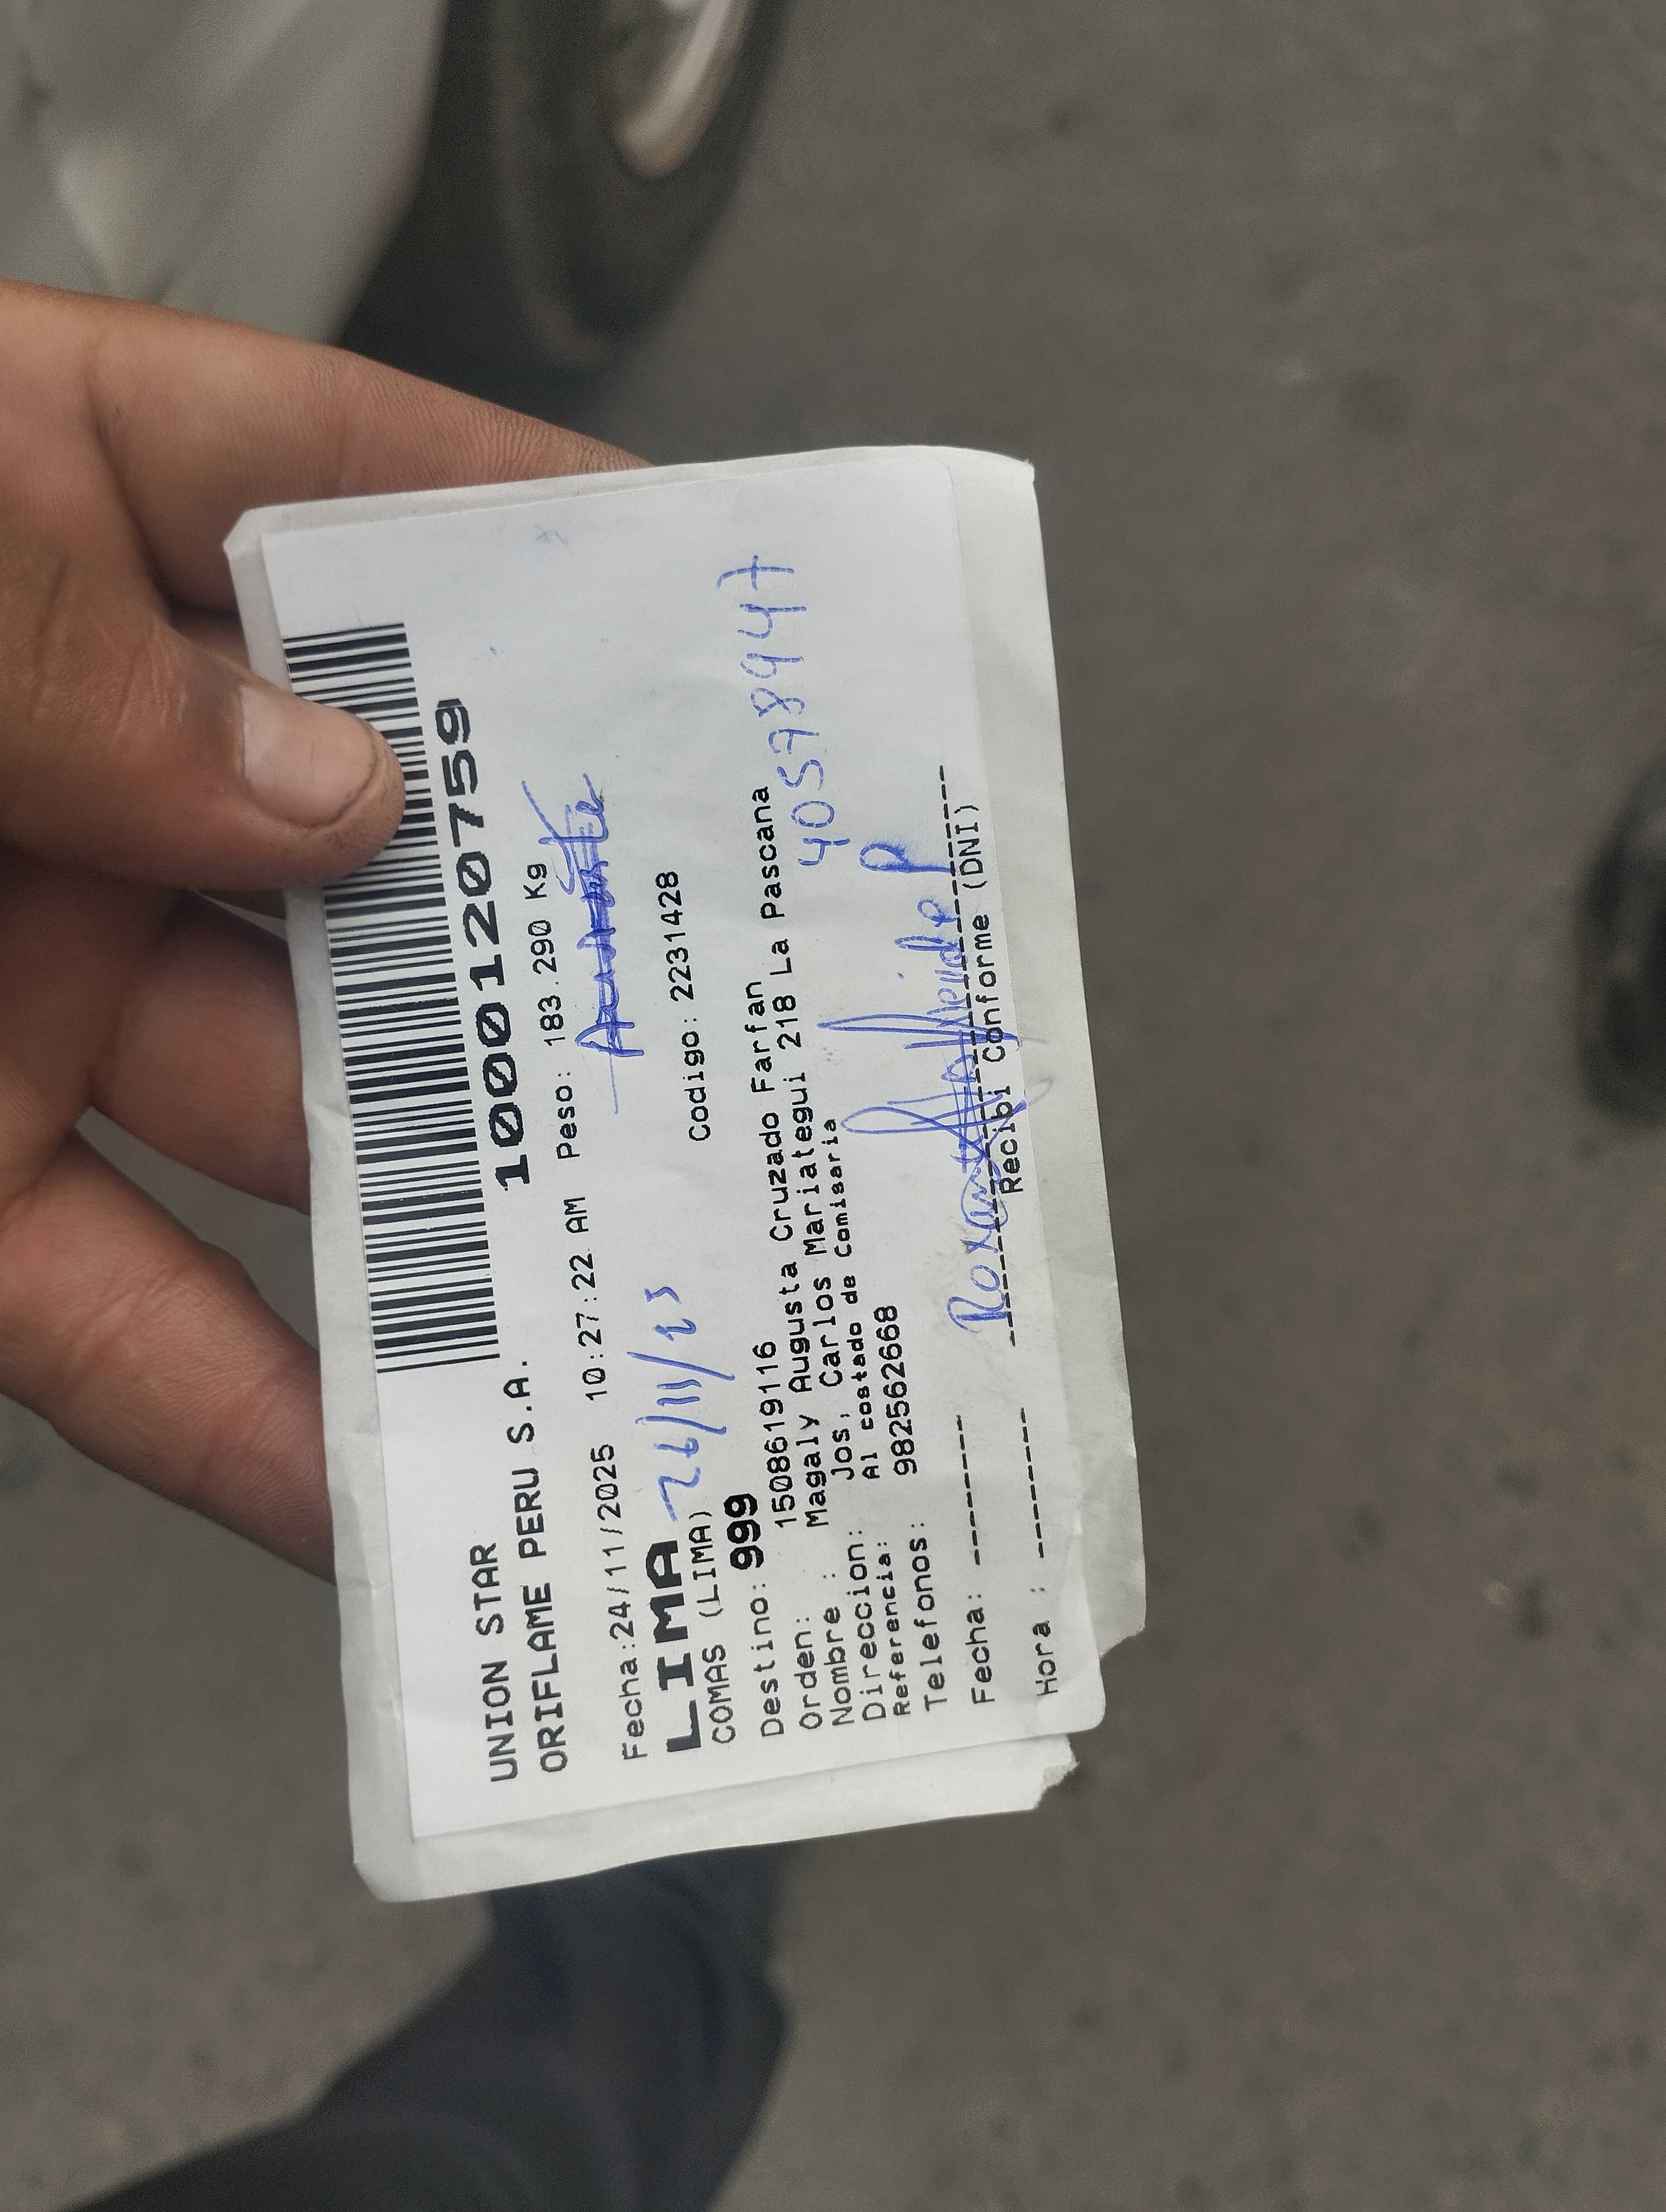 UNION STAR
ORIFLAME PERU S.A.
1000120759
Fecha:24/11/2025 10:27:22 AM Peso: 183.290 Kg
LIMA
COMAS (LIMA)
Codigo: 2231428
Destino: 999
Orden: 1508619116
Nombre : Magaly Augusta Cruzado Farfan
Direccion: Jos, Carlos Mariategui 218 La Pascana
Referencia: Al costado de Comiseria
Telefonos: 982562668
40578947
Fecha: --------
Hora : --------
Recibi Conforme (DNI)